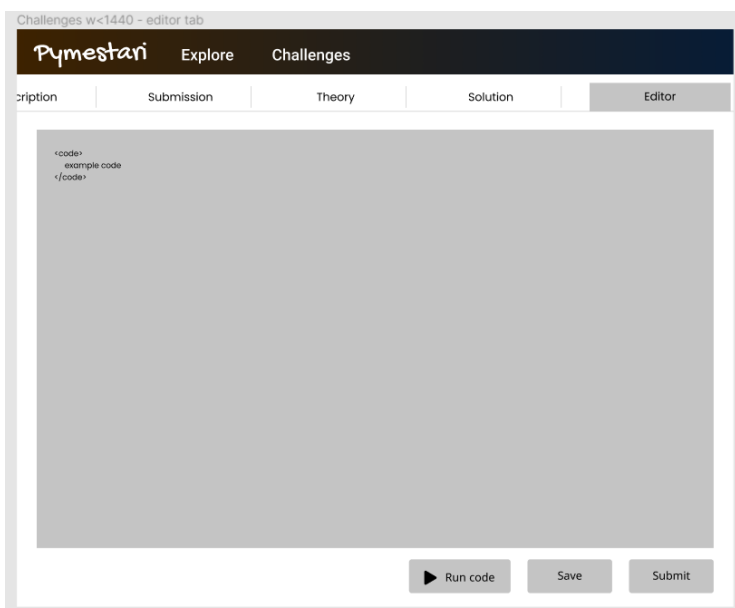 Challenges w<1440 - editor tab
Pymestari Explore Challenges
cription Submission Theory Solution Editor
<code>
example code
</code>
Run code Save Submit